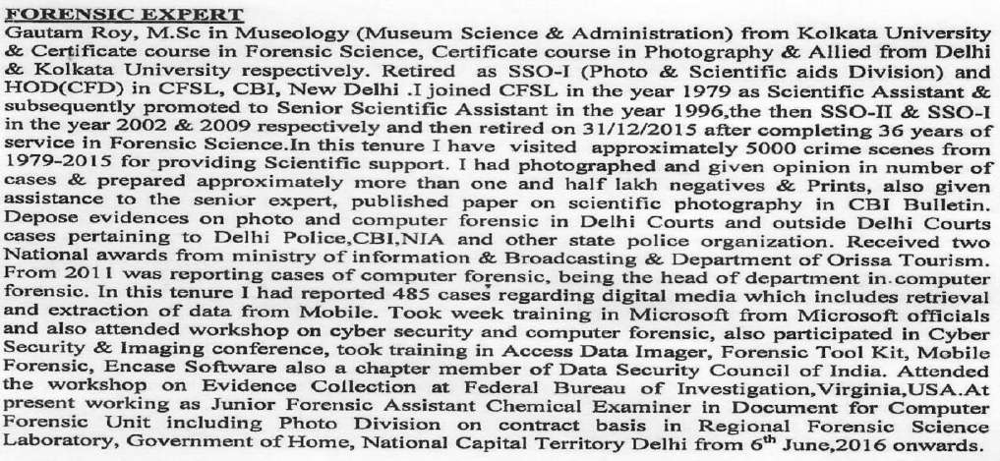 FORENSIC EXPERT
Gautam Roy, M.Sc in Museology (Museum Science & Administration) from Kolkata University
& Certificate course in Forensic Science, Certificate course in Photography & Allied from Delhi
& Kolkata University respectively. Retired as SSO-I (Photo & Scientific aids Division) and
HOD(CFD) in CFSL, CBI, New Delhi .I joined CFSL in the year 1979 as Scientific Assistant &
subsequently promoted to Senior Scientific Assistant in the year 1996,the then SSO-II & SSO-I
in the year 2002 & 2009 respectively and then retired on 31/12/2015 after completing 36 years of
service in Forensic Science.In this tenure I have visited approximately 5000 crime scenes from
1979-2015 for providing Scientific support. I had photographed and given opinion in number of
cases & prepared approximately more than one and half lakh negatives & Prints, also given
assistance to the senior expert, published paper on scientific photography in CBI Bulletin.
Depose evidences on photo and computer forensic in Delhi Courts and outside Delhi Courts
cases pertaining to Delhi Police,CBI,NIA and other state police organization. Received two
National awards from ministry of information & Broadcasting & Department of Orissa Tourism.
From 2011 was reporting cases of computer forensic, being the head of department in computer
forensic. In this tenure I had reported 485 cases regarding digital media which includes retrieval
and extraction of data from Mobile. Took week training in Microsoft from Microsoft officials
and also attended workshop on cyber security and computer forensic, also participated in Cyber
Security & Imaging conference, took training in Access Data Imager, Forensic Tool Kit, Mobile
Forensic, Encase Software also a chapter member of Data Security Council of India. Attended
the workshop on Evidence Collection at Federal Bureau of Investigation,Virginia,USA.At
present working as Junior Forensic Assistant Chemical Examiner in Document for Computer
Forensic Unit including Photo Division on contract basis in Regional Forensic Science
Laboratory, Government of Home, National Capital Territory Delhi from 6th June,2016 onwards.